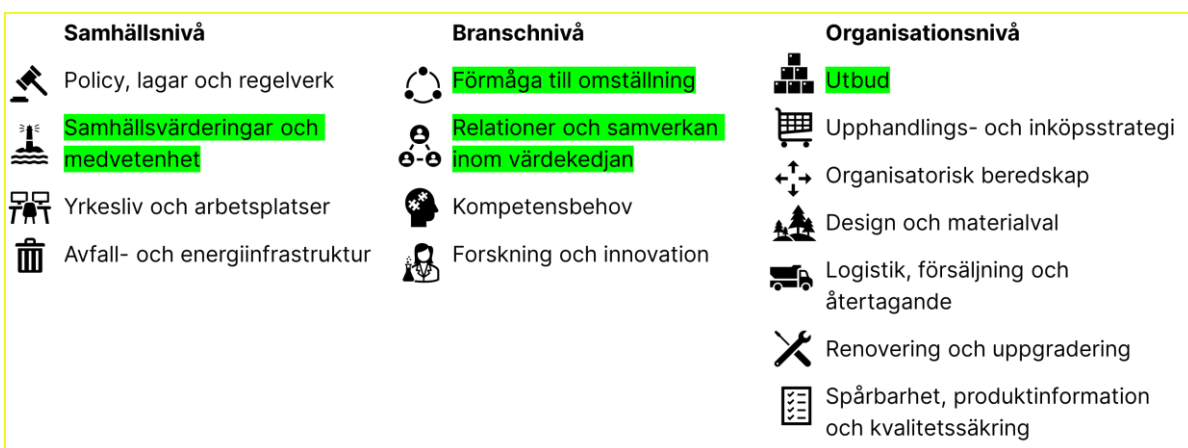 Samhällsnivå
Policy, lagar och regelverk
Samhällsvärderingar och
medvetenhet
Yrkesliv och arbetsplatser
Avfall- och energiinfrastruktur
Branschnivå
Förmåga till omställning
Relationer och samverkan
inom värdekedjan
Kompetensbehov
Forskning och innovation
Organisationsnivå
Utbud
Upphandlings- och inköpsstrategi
Organisatorisk beredskap
Design och materialval
Logistik, försäljning och
återtagande
Renovering och uppgradering
Spårbarhet, produktinformation
och kvalitetssäkring